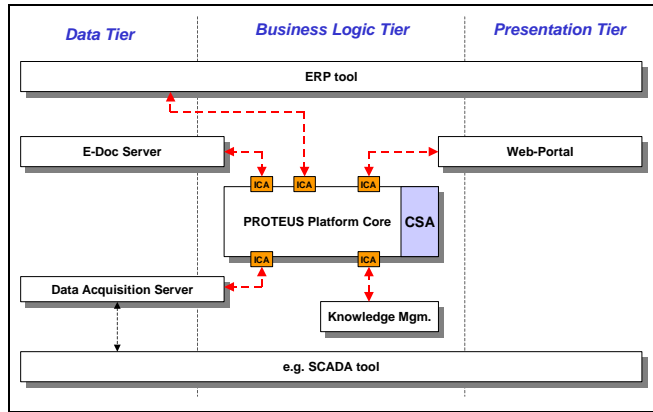 Data Tier
Business Logic Tier
Presentation Tier
ERP tool
E-Doc Server
Web-Portal
ICA
ICA
ICA
PROTEUS Platform Core
CSA
ICA
ICA
Data Acquisition Server
Knowledge Mgm.
e.g. SCADA tool